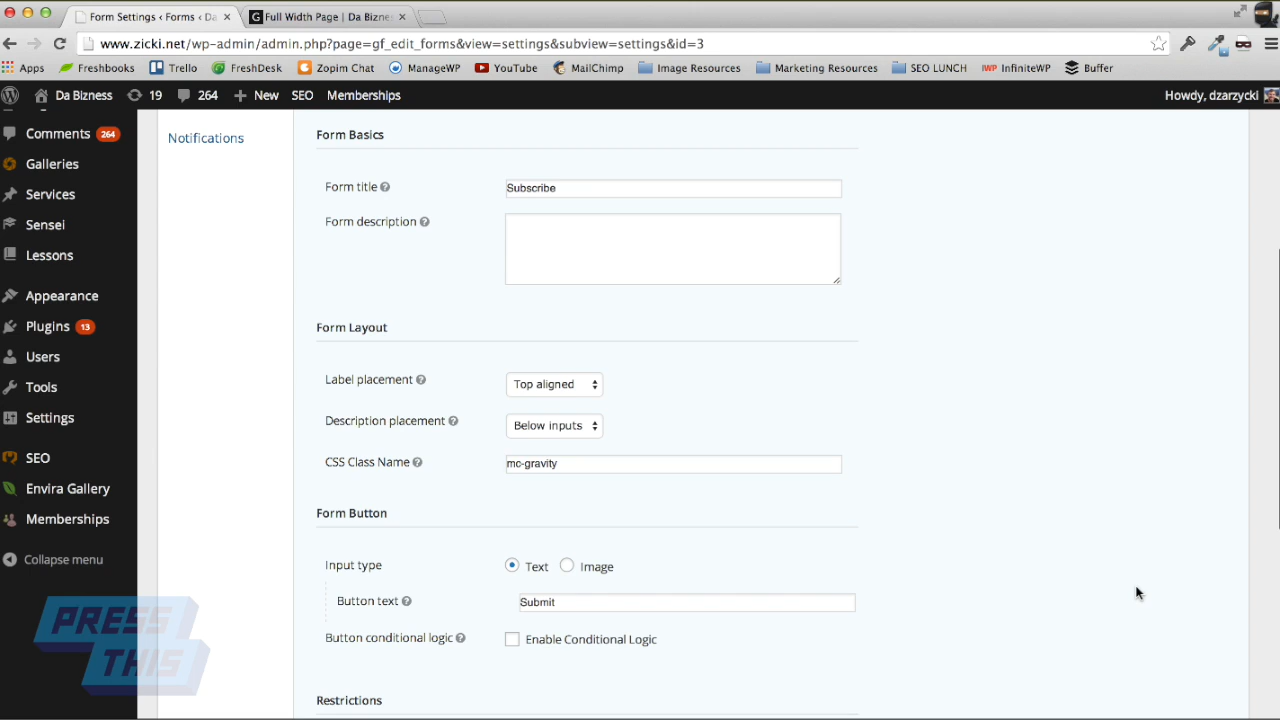 Form Settings ‹ Forms ‹ Da
Full Width Page | Da Bizne
www.zicki.net/wp-admin/admin.php?page=gf_edit_forms&view=settings&subview=settings&id=3
Apps Freshbooks Trello FreshDesk Zopim Chat ManageWP YouTube MailChimp Image Resources Marketing Resources SEO LUNCH IWP InfiniteWP Buffer
Da Bizness 19 264 New SEO Memberships Howdy, dzarzycki
Comments 264
Galleries
Services
Sensei
Lessons
Appearance
Plugins 13
Users
Tools
Settings
SEO
Envira Gallery
Memberships
Collapse menu
Notifications
Form Basics
Form title Subscribe
Form description
Form Layout
Label placement Top aligned
Description placement Below inputs
CSS Class Name mc-gravity
Form Button
Input type Text Image
Button text Submit
Button conditional logic Enable Conditional Logic
Restrictions
PRESS
THIS